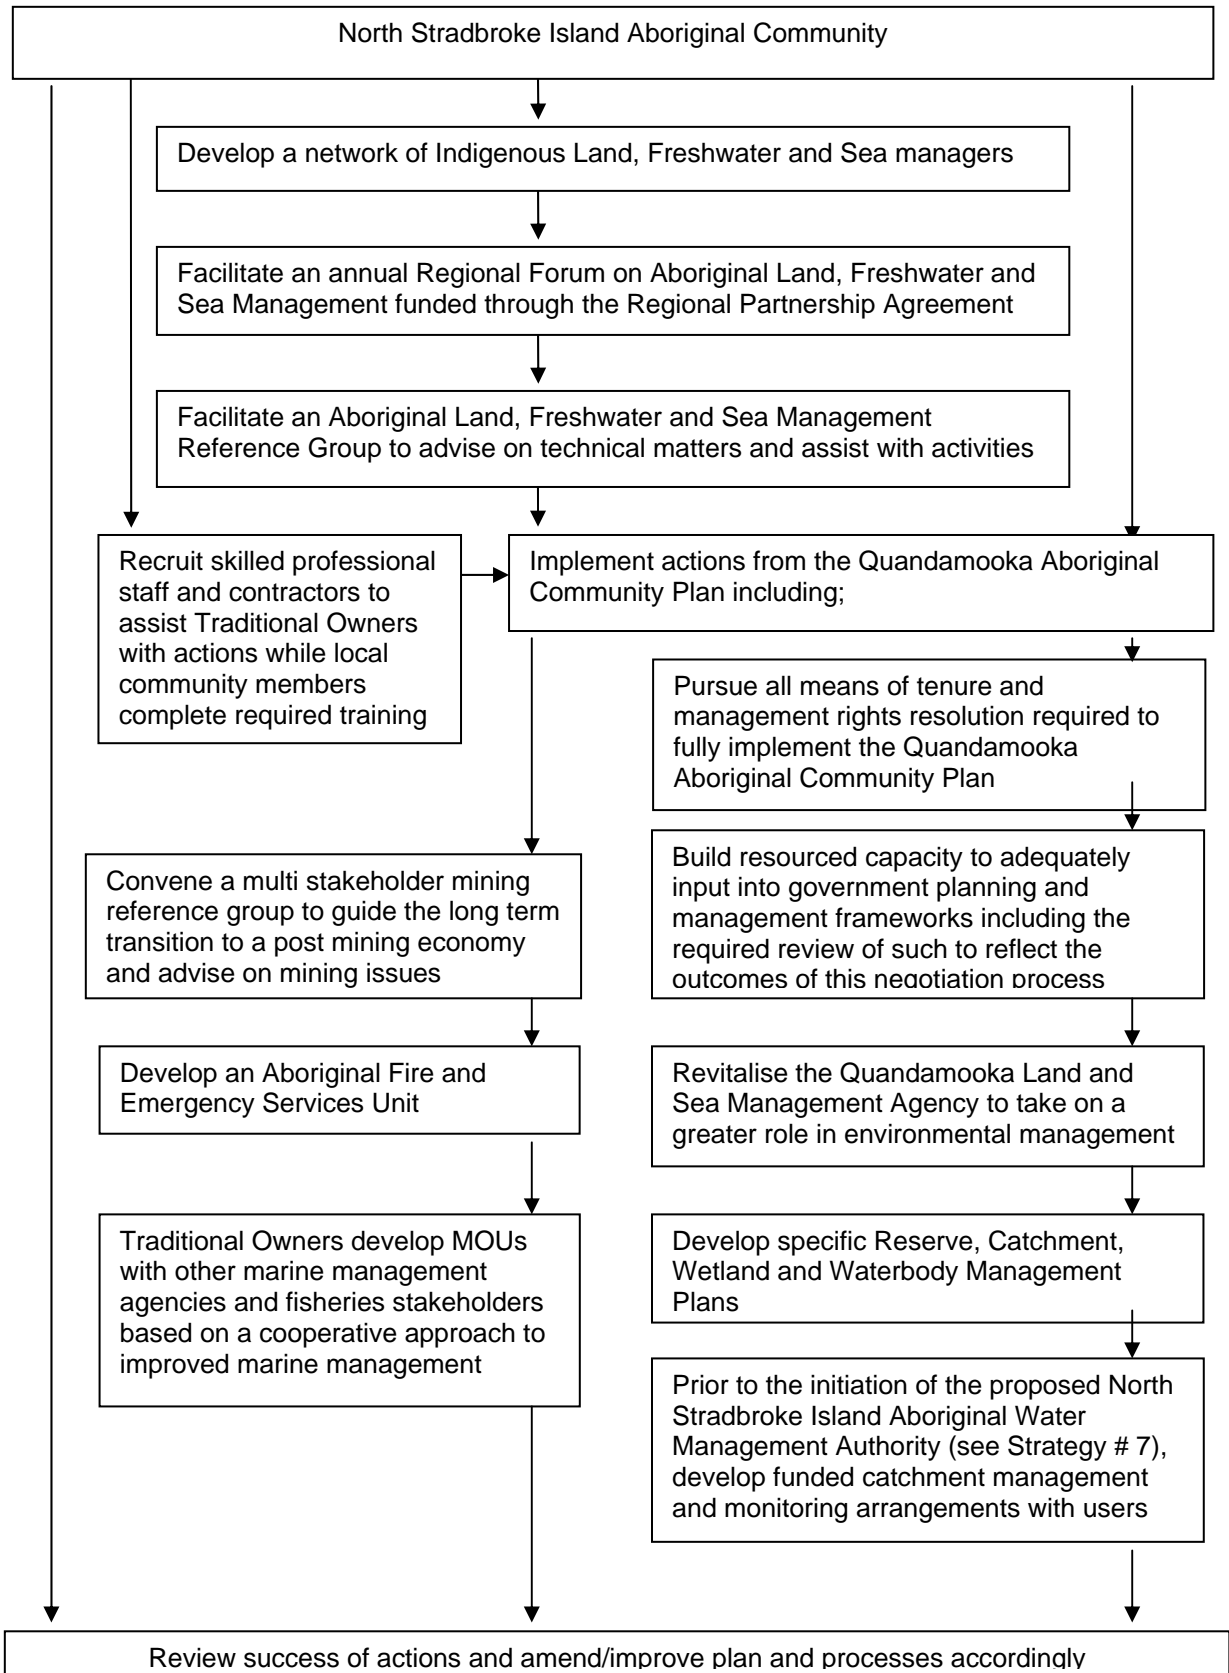 North Stradbroke Island Aboriginal Community
Develop a network of Indigenous Land, Freshwater and Sea managers
Facilitate an annual Regional Forum on Aboriginal Land, Freshwater and
Sea Management funded through the Regional Partnership Agreement
Facilitate an Aboriginal Land, Freshwater and Sea Management
Reference Group to advise on technical matters and assist with activities
Recruit skilled professional
staff and contractors to
assist Traditional Owners
with actions while local
community members
complete required training
Implement actions from the Quandamooka Aboriginal
Community Plan including;
Convene a multi stakeholder mining
reference group to guide the long term
transition to a post mining economy
and advise on mining issues
Develop an Aboriginal Fire and
Emergency Services Unit
Traditional Owners develop MOUs
with other marine management
agencies and fisheries stakeholders
based on a cooperative approach to
improved marine management
Pursue all means of tenure and
management rights resolution required to
fully implement the Quandamooka
Aboriginal Community Plan
Build resourced capacity to adequately
input into government planning and
management frameworks including the
required review of such to reflect the
outcomes of this negotiation process
Revitalise the Quandamooka Land and
Sea Management Agency to take on a
greater role in environmental management
Develop specific Reserve, Catchment,
Wetland and Waterbody Management
Plans
Prior to the initiation of the proposed North
Stradbroke Island Aboriginal Water
Management Authority (see Strategy # 7),
develop funded catchment management
and monitoring arrangements with users
Review success of actions and amend/improve plan and processes accordingly